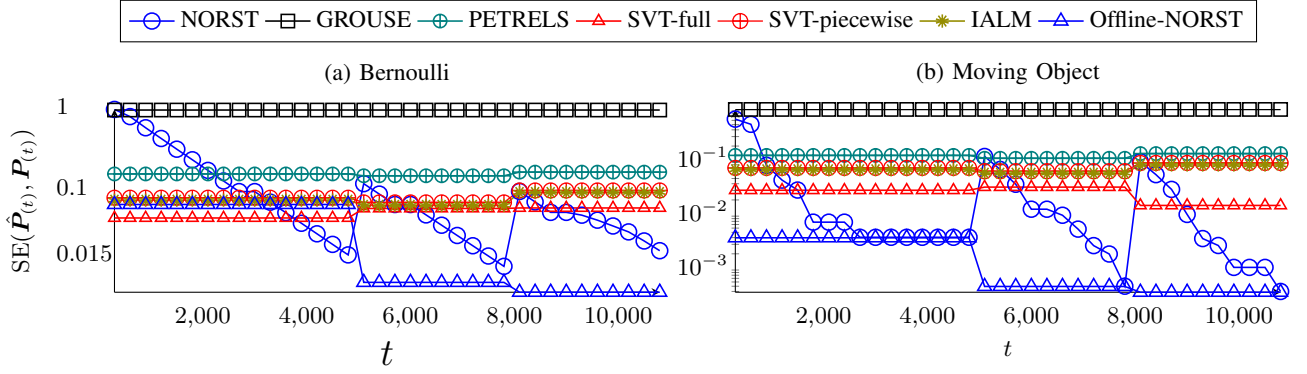 NORST GROUSE PETRELS SVT-full SVT-piecewise IALM Offline-NORST
(a) Bernoulli
1
0.1
0.015
SE(P̂(t), P(t))
2,000 4,000 6,000 8,000 10,000
t
(b) Moving Object
10⁻¹
10⁻²
10⁻³
2,000 4,000 6,000 8,000 10,000
t